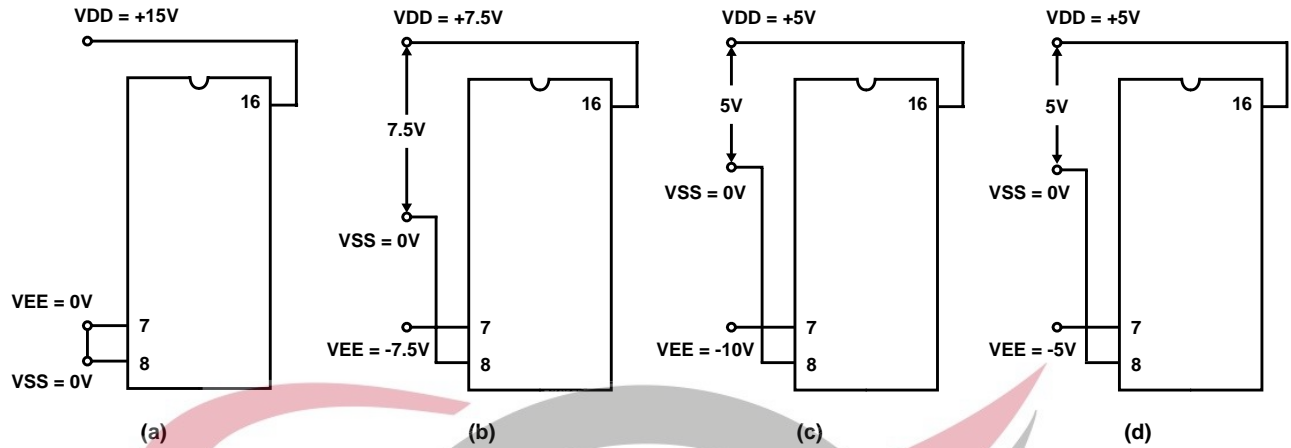 VDD = +15V
16
VEE = 0V
7
8
VSS = 0V
(a)
VDD = +7.5V
7.5V
16
VSS = 0V
7
VEE = -7.5V
8
(b)
VDD = +5V
5V
16
VSS = 0V
7
VEE = -10V
8
(c)
VDD = +5V
5V
16
VSS = 0V
7
VEE = -5V
8
(d)